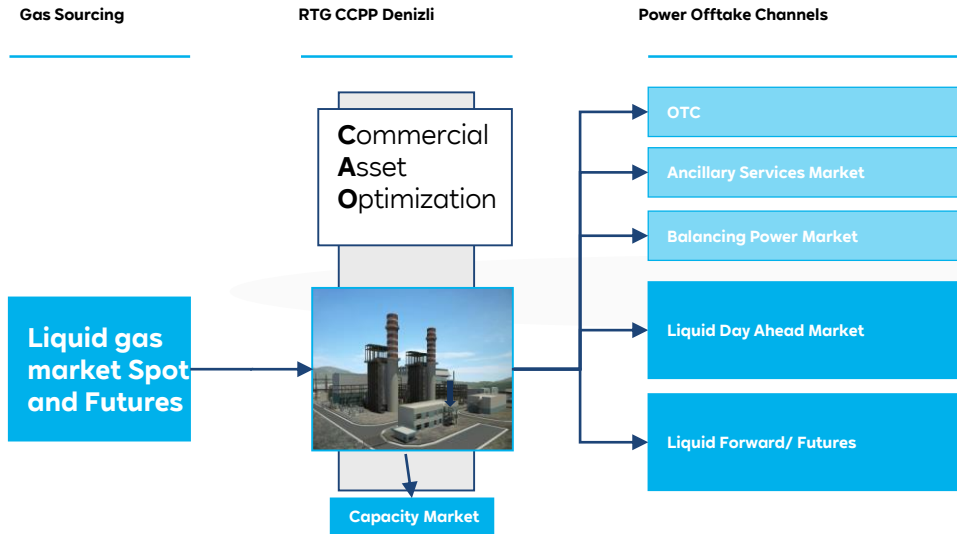 Gas Sourcing
RTG CCPP Denizli
Power Offtake Channels
Commercial
Asset
Optimization
OTC
Ancillary Services Market
Balancing Power Market
Liquid gas
market Spot
and Futures
Liquid Day Ahead Market
Liquid Forward/ Futures
Capacity Market